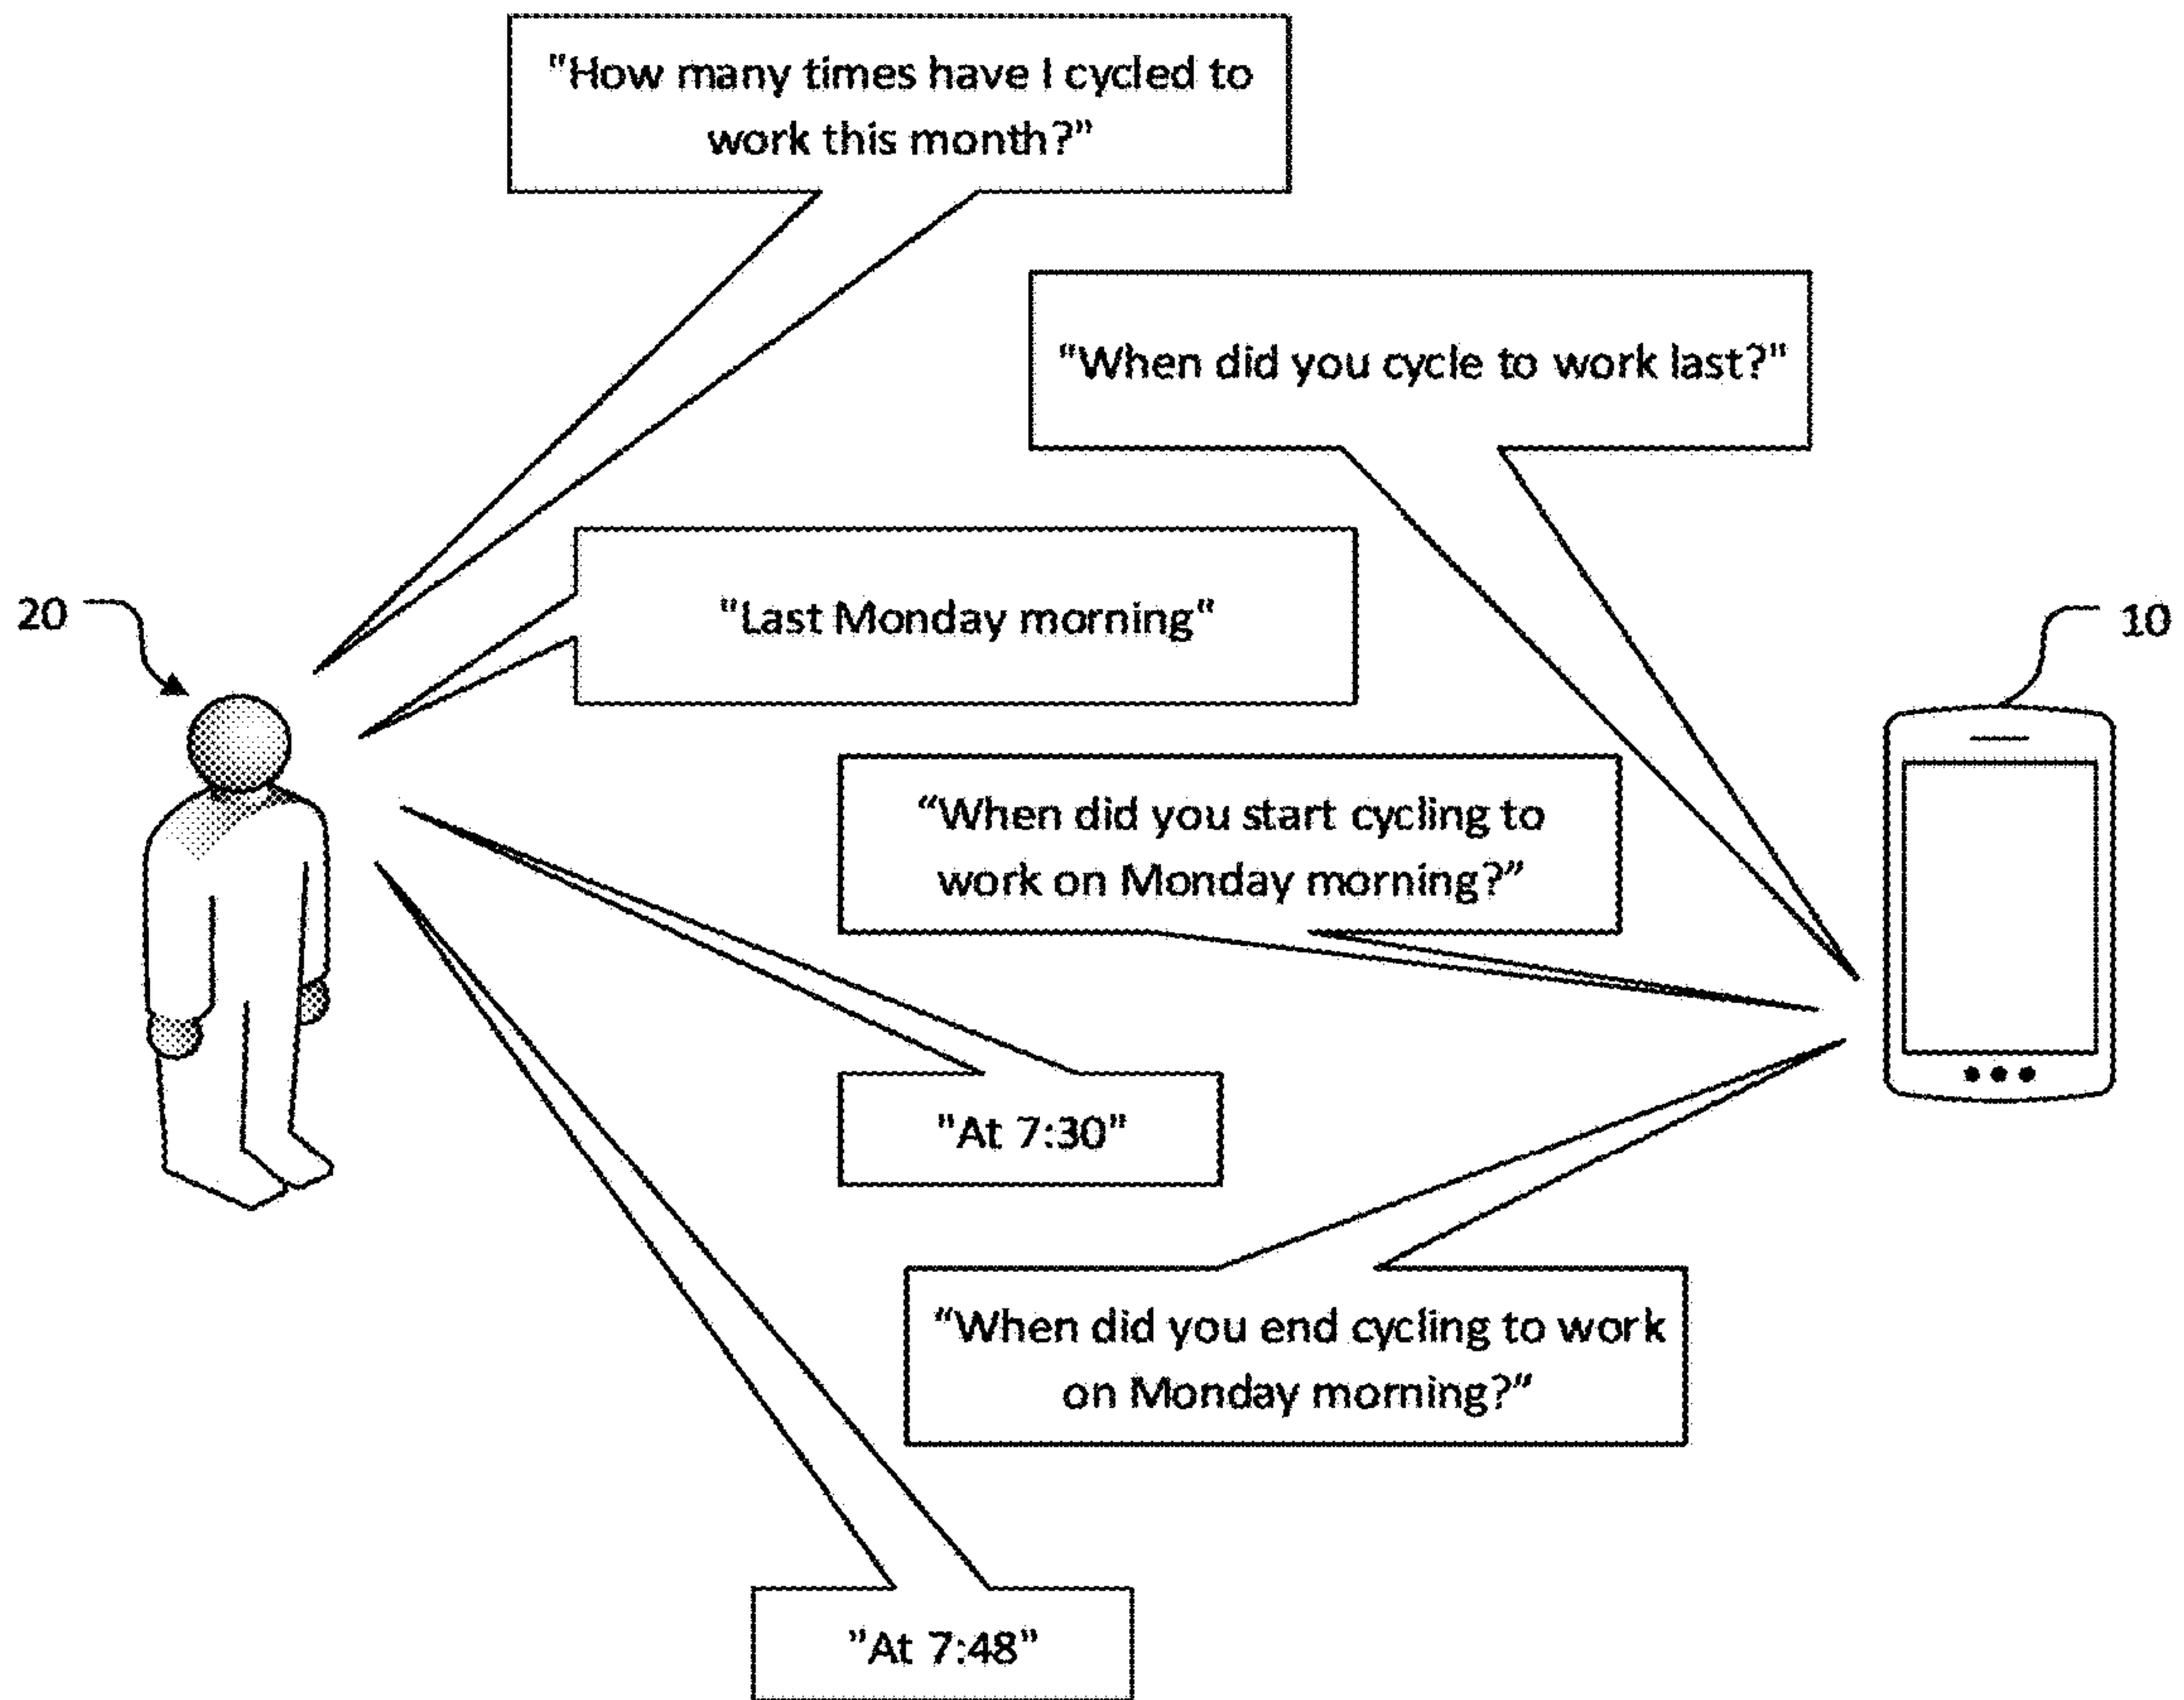 "How many times have I cycled to
work this month?"
"When did you cycle to work last?"
"Last Monday morning"
20
10
“When did you start cycling to
work on Monday morning?”
"At 7:30"
“When did you end cycling to work
on Monday morning?”
"At 7:48"